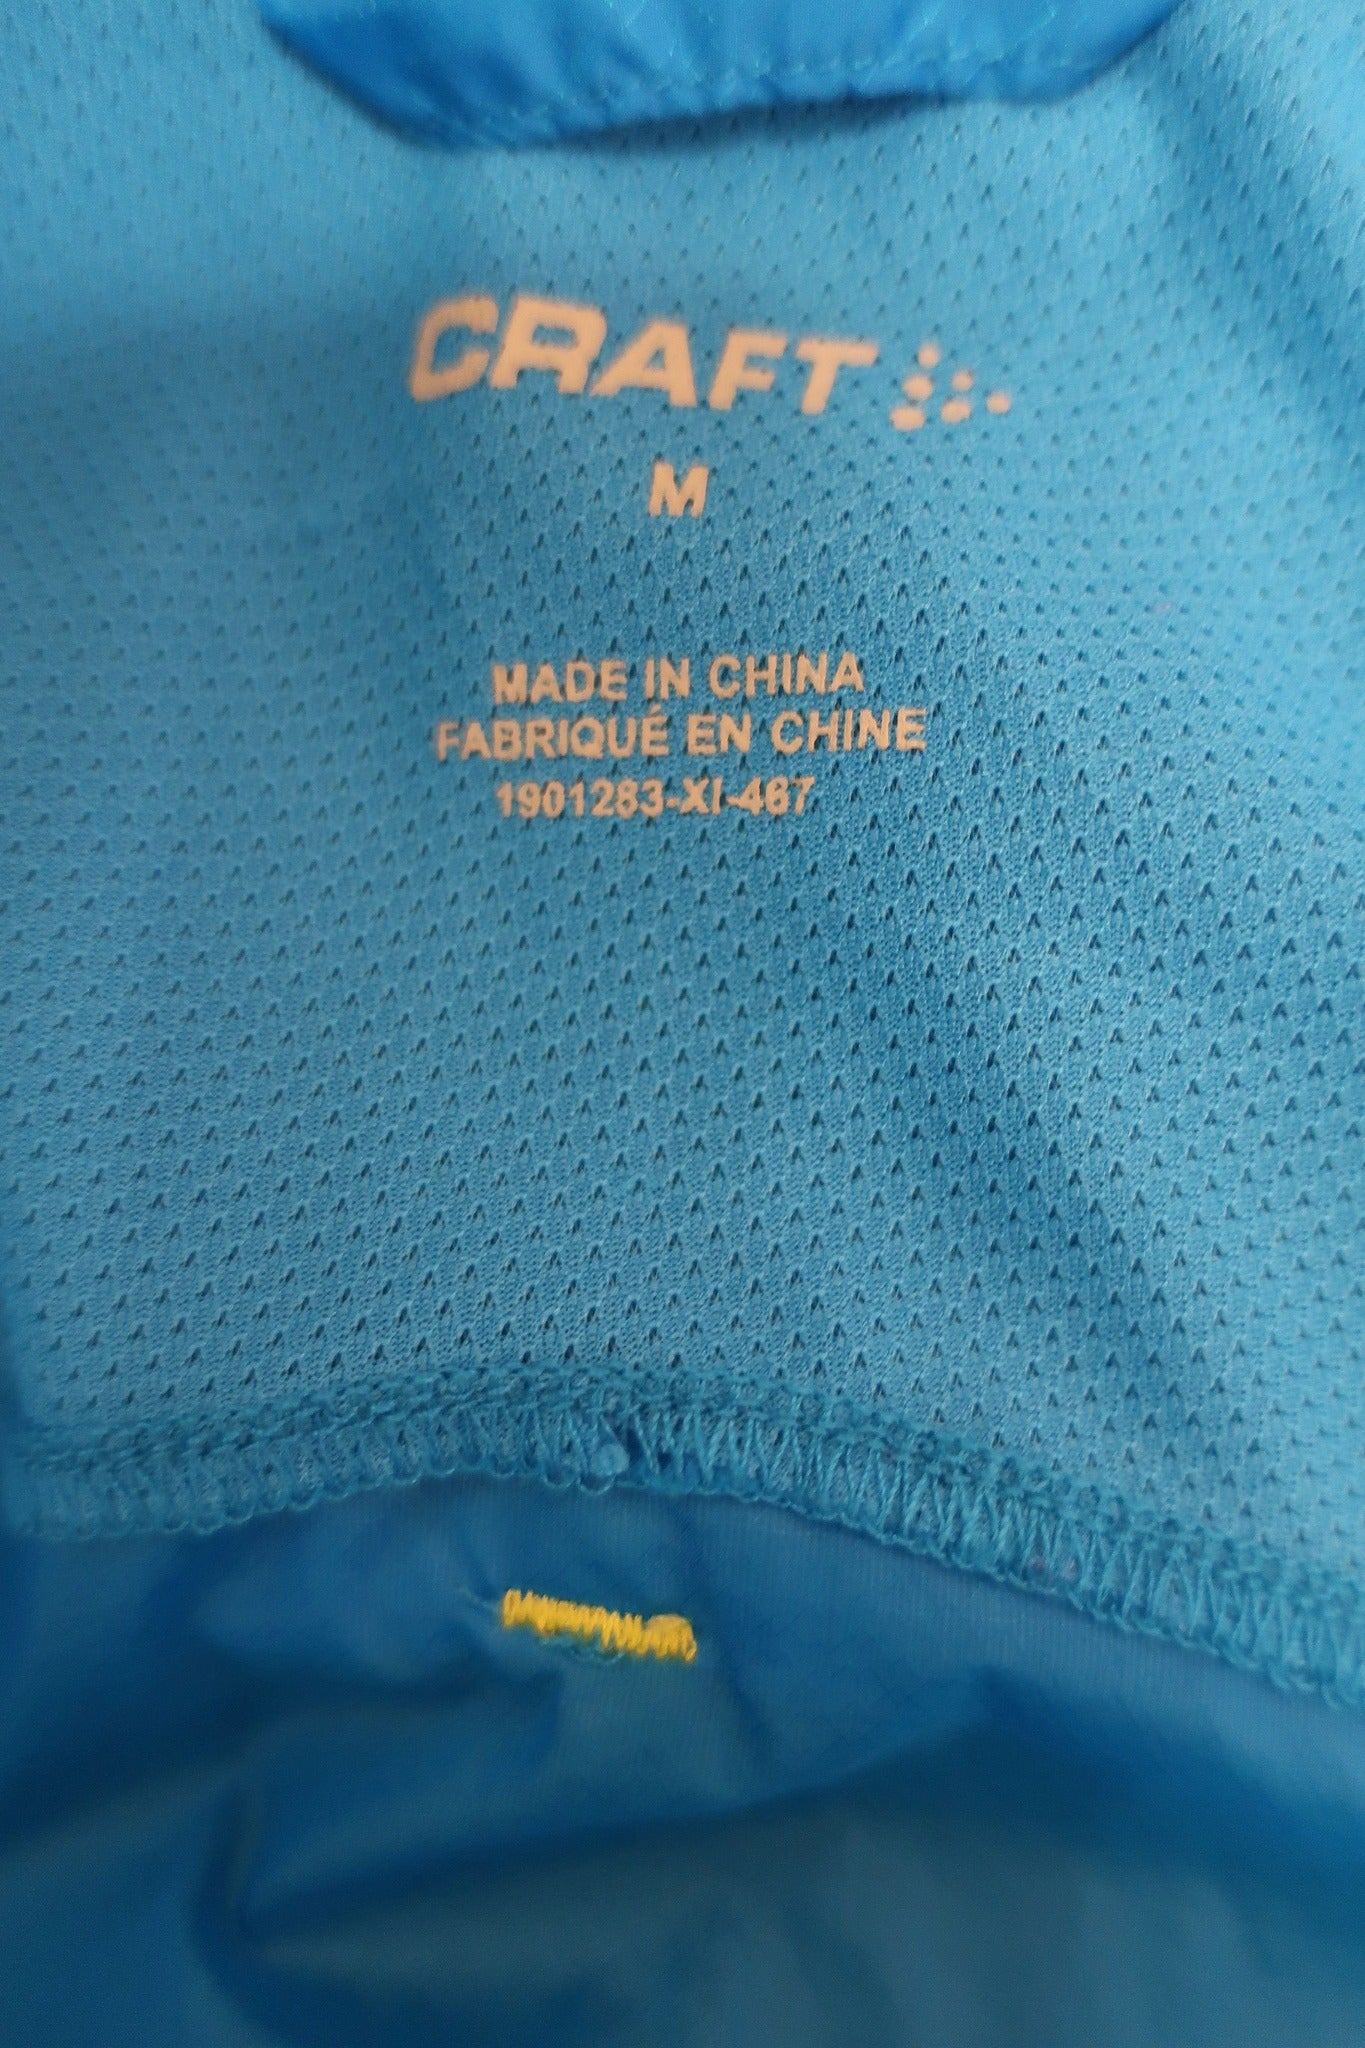 CRAFT
M
MADE IN CHINA
FABRIQUÉ EN CHINE
1901283-XI-467